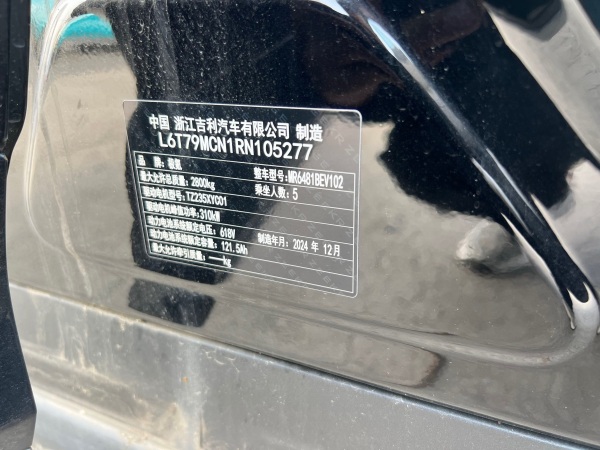 中国 浙江吉利汽车有限公司 制造
L6T79MCN1RN105277
品 牌: 极氪 整车型号: MR6481BEV102
最大允许总质量: 2800kg 乘坐人数: 5
驱动电机型号: TZ235XYC01
驱动电机峰值功率: 310kW
动力电池系统额定电压: 618V 制造年月: 2024 年 12月
动力电池系统额定容量: 121.5Ah
最大允许牵引质量: ——kg